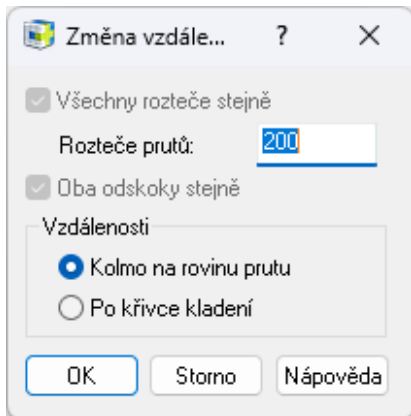 Změna vzdále... ?
Všechny rozteče stejně
Rozteče prutů: 200
Oba odskoky stejně
Vzdálenosti
Kolmo na rovinu prutu
Po křivce kladení
OK Storno Nápověda